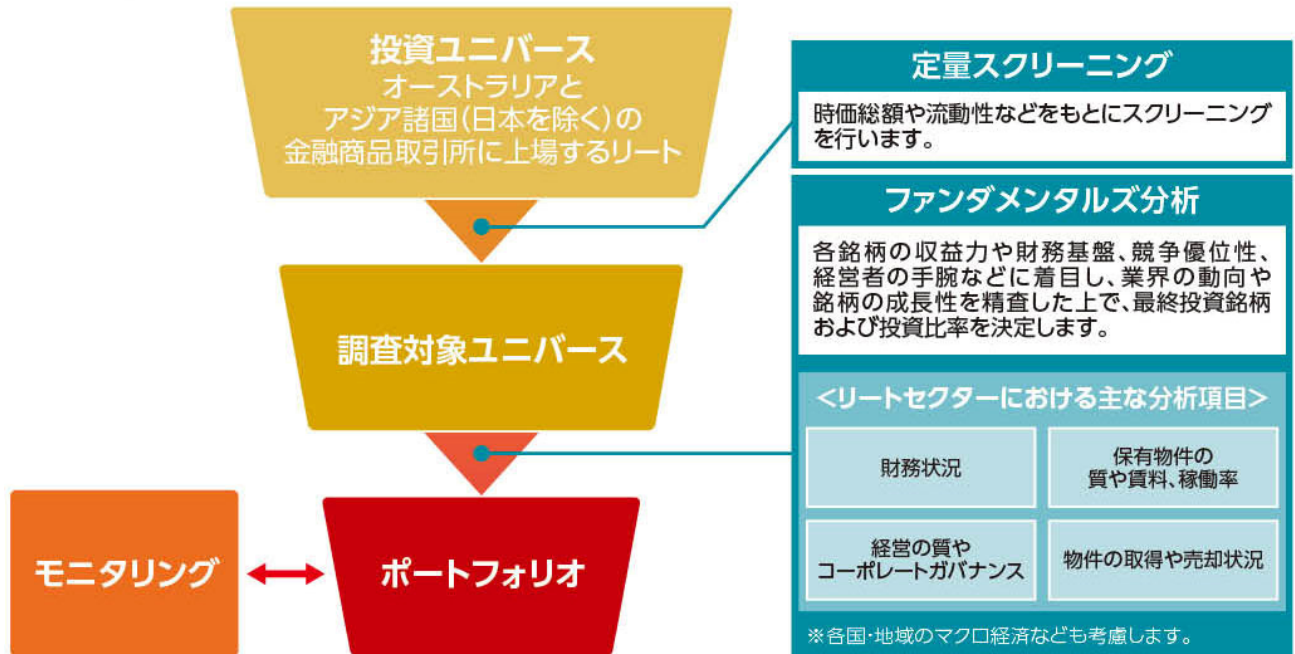 投資ユニバース
オーストラリアと
アジア諸国(日本を除く)の
金融商品取引所に上場するリート
調査対象ユニバース
モニタリング
ポートフォリオ
定量スクリーニング
時価総額や流動性などをもとにスクリーニング
を行います。
ファンダメンタルズ分析
各銘柄の収益力や財務基盤、競争優位性、
経営者の手腕などに着目し、業界の動向や
銘柄の成長性を精査した上で、最終投資銘柄
および投資比率を決定します。
<リートセクターにおける主な分析項目>
財務状況
保有物件の
質や賃料、稼働率
経営の質や
コーポレートガバナンス
物件の取得や売却状況
※各国・地域のマクロ経済なども考慮します。